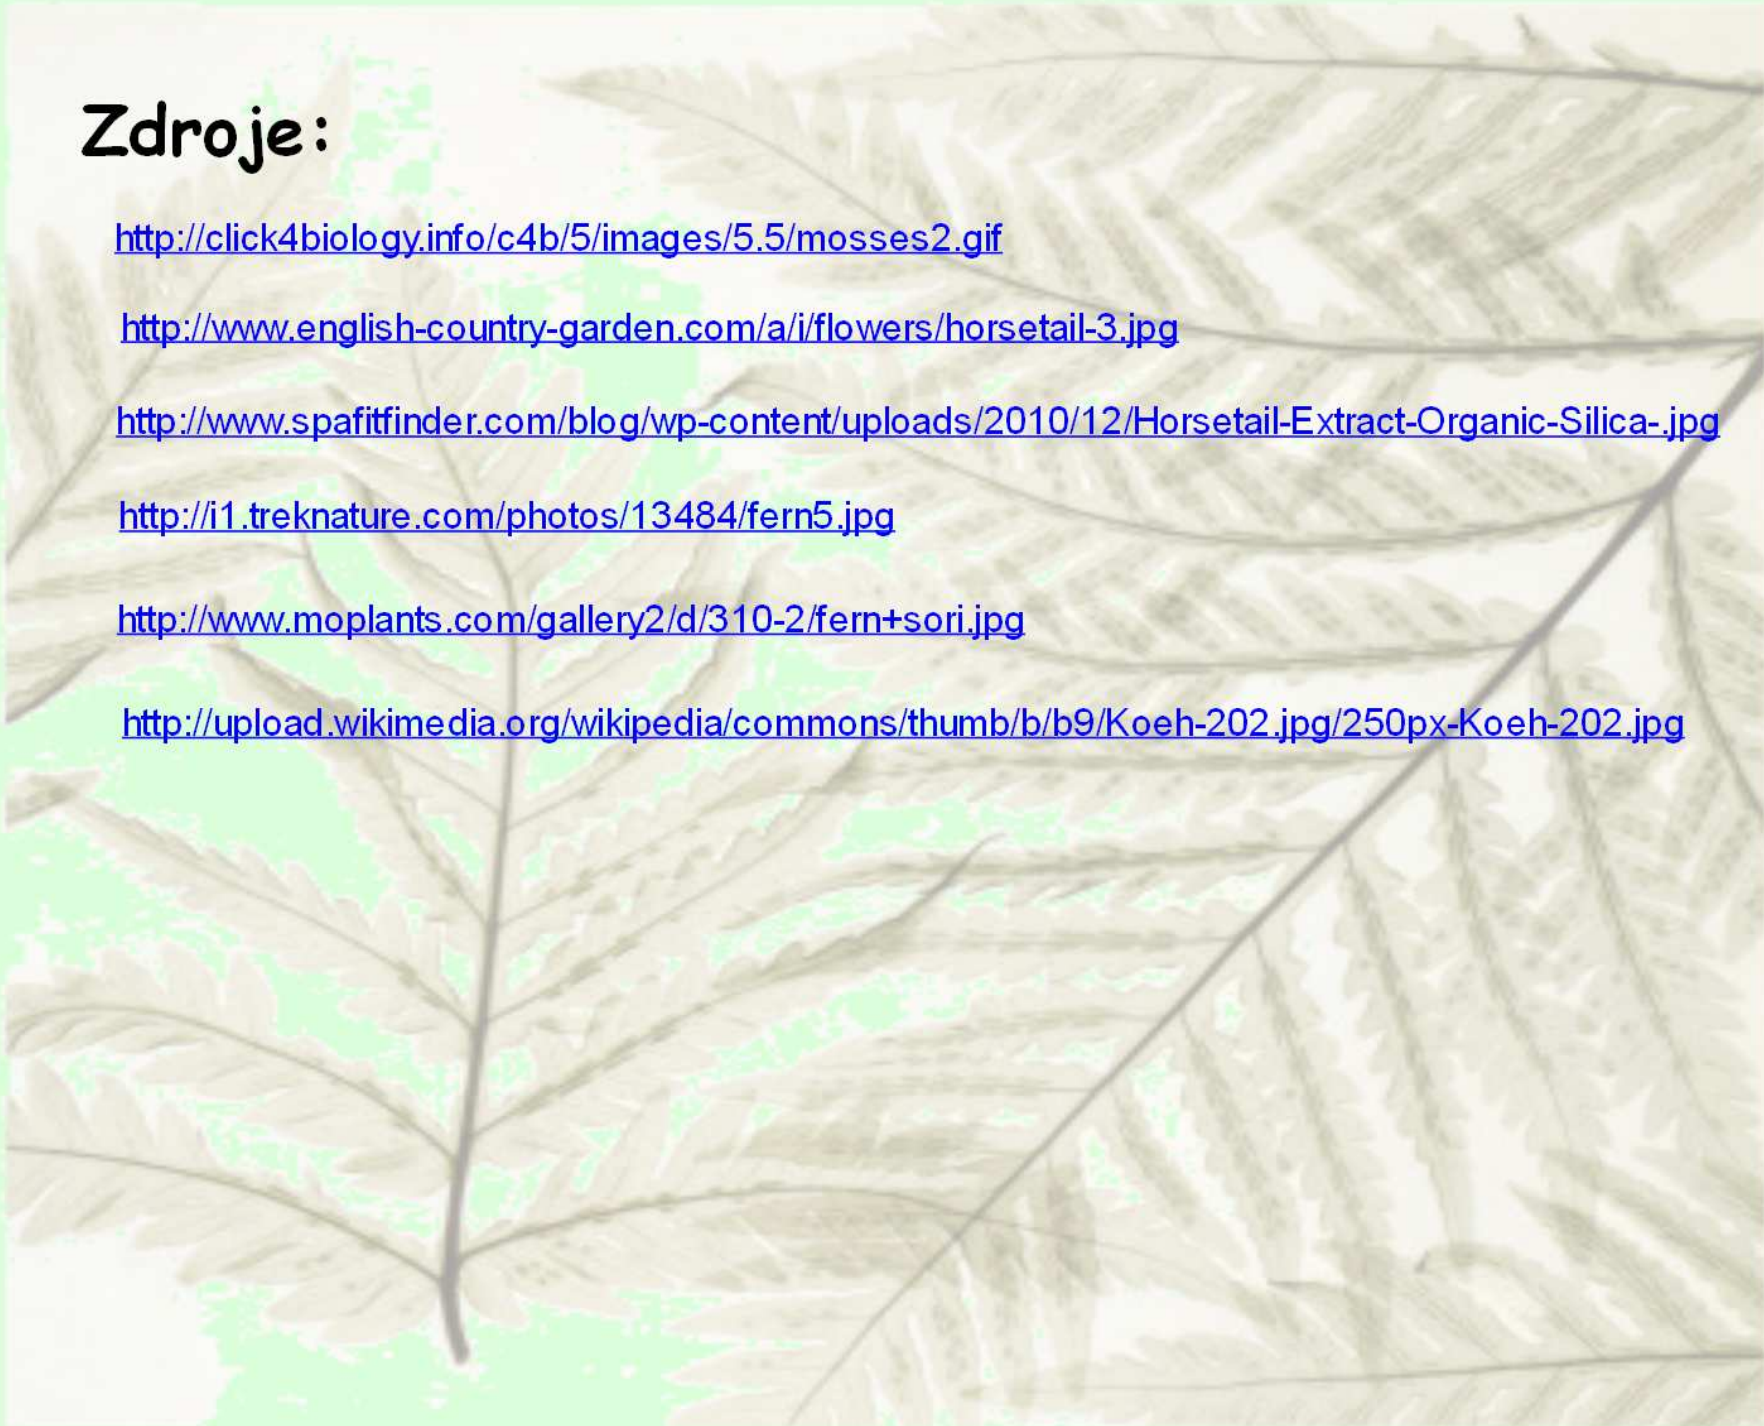 Zdroje:
http://click4biology.info/c4b/5/images/5.5/mosses2.gif
http://www.english-country-garden.com/a/i/flowers/horsetail-3.jpg
http://www.spafitfinder.com/blog/wp-content/uploads/2010/12/Horsetail-Extract-Organic-Silica-.jpg
http://i1.treknature.com/photos/13484/fern5.jpg
http://www.moplants.com/gallery2/d/310-2/fern+sori.jpg
http://upload.wikimedia.org/wikipedia/commons/thumb/b/b9/Koeh-202.jpg/250px-Koeh-202.jpg